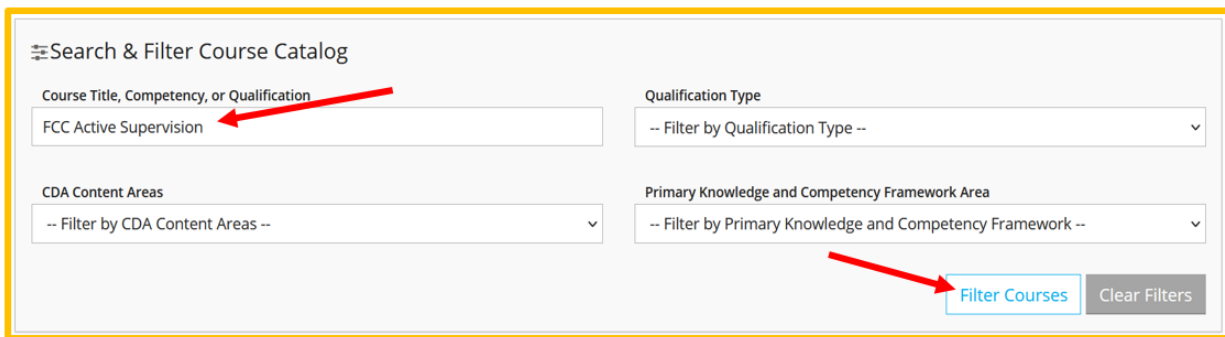 Search & Filter Course Catalog
Course Title, Competency, or Qualification
FCC Active Supervision
Qualification Type
-- Filter by Qualification Type --
CDA Content Areas
-- Filter by CDA Content Areas --
Primary Knowledge and Competency Framework Area
-- Filter by Primary Knowledge and Competency Framework --
Filter Courses
Clear Filters